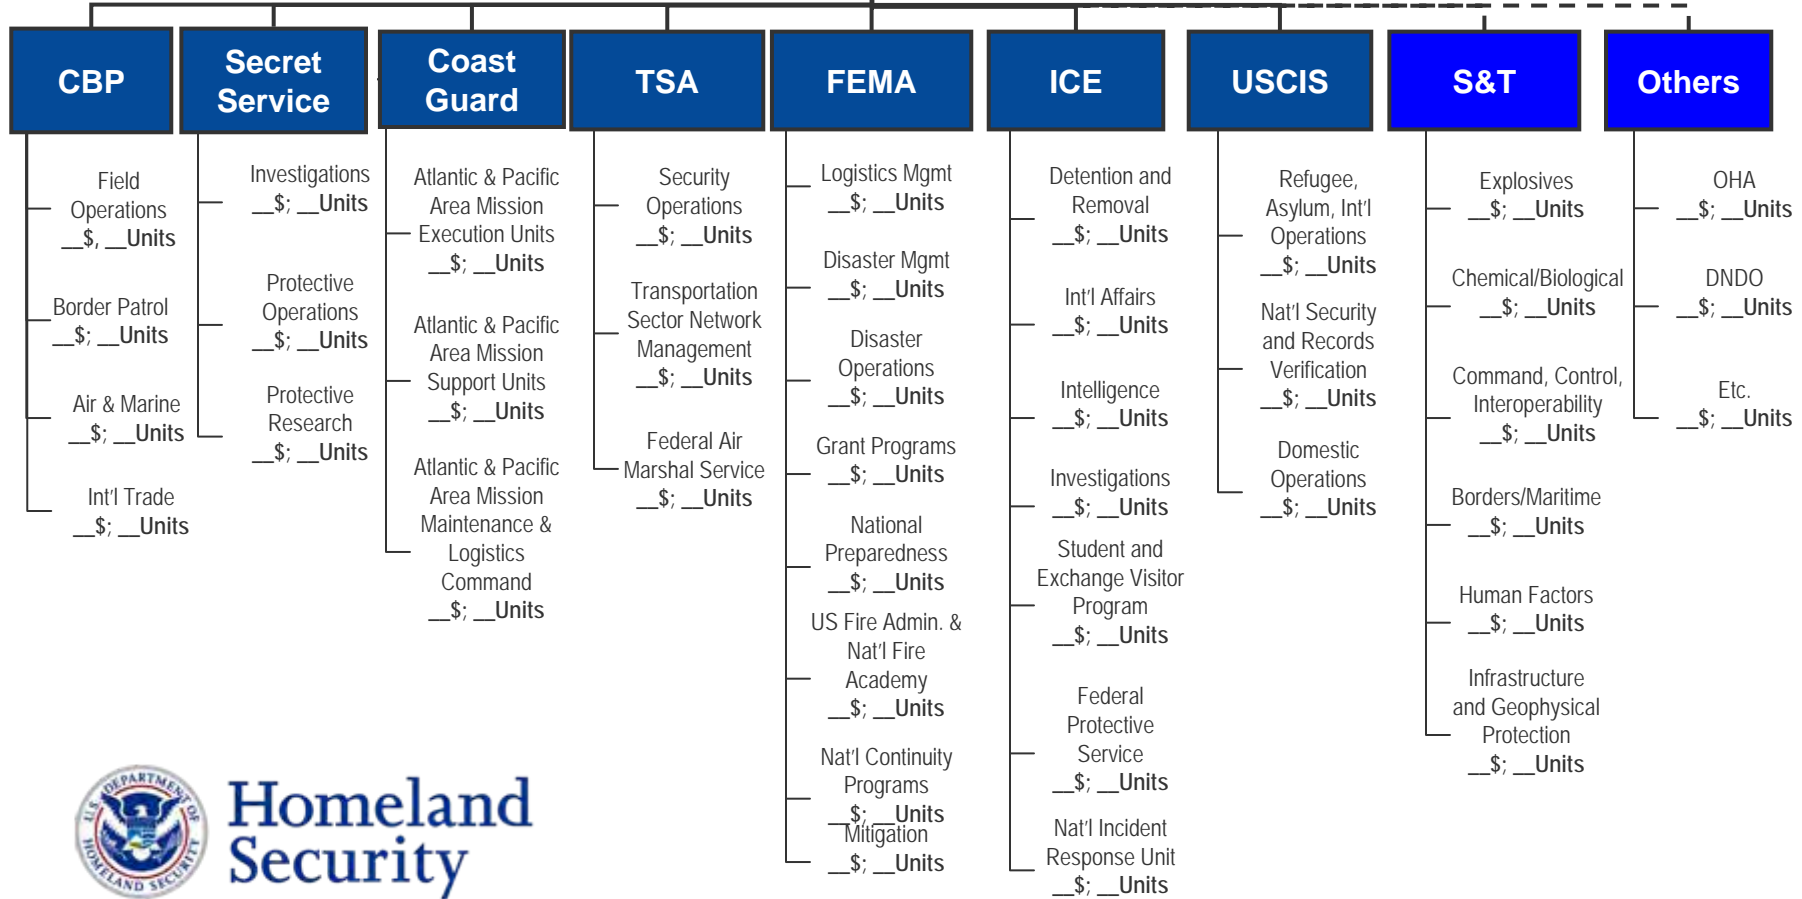 CBP
Field
Operations
__$, __Units
Border Patrol
__$; __Units
Air & Marine
__$; __Units
Int'l Trade
__$; __Units
Secret
Service
Investigations
__$; __Units
Protective
Operations
__$; __Units
Protective
Research
__$; __Units
Coast
Guard
Atlantic & Pacific
Area Mission
Execution Units
__$; __Units
Atlantic & Pacific
Area Mission
Support Units
__$; __Units
Atlantic & Pacific
Area Mission
Maintenance &
Logistics
Command
__$; __Units
TSA
Security
Operations
__$; __Units
Transportation
Sector Network
Management
__$; __Units
Federal Air
Marshal Service
__$; __Units
FEMA
Logistics Mgmt
__$; __Units
Disaster Mgmt
__$; __Units
Disaster
Operations
__$; __Units
Grant Programs
__$; __Units
National
Preparedness
__$; __Units
US Fire Admin. &
Nat'l Fire
Academy
__$; __Units
Nat'l Continuity
Programs
__$; __Units
Mitigation
__$; __Units
ICE
Detention and
Removal
__$; __Units
Int'l Affairs
__$; __Units
Intelligence
__$; __Units
Investigations
__$; __Units
Student and
Exchange Visitor
Program
__$; __Units
Federal
Protective
Service
__$; __Units
Nat'l Incident
Response Unit
__$; __Units
USCIS
Refugee,
Asylum, Int'l
Operations
__$; __Units
Nat'l Security
and Records
Verification
__$; __Units
Domestic
Operations
__$; __Units
S&T
Explosives
__$; __Units
Chemical/Biological
__$; __Units
Command, Control,
Interoperability
__$; __Units
Borders/Maritime
__$; __Units
Human Factors
__$; __Units
Infrastructure
and Geophysical
Protection
__$; __Units
Others
OHA
__$; __Units
DNDO
__$; __Units
Etc.
__$; __Units
U.S. DEPARTMENT OF
HOMELAND SECURITY
Homeland
Security